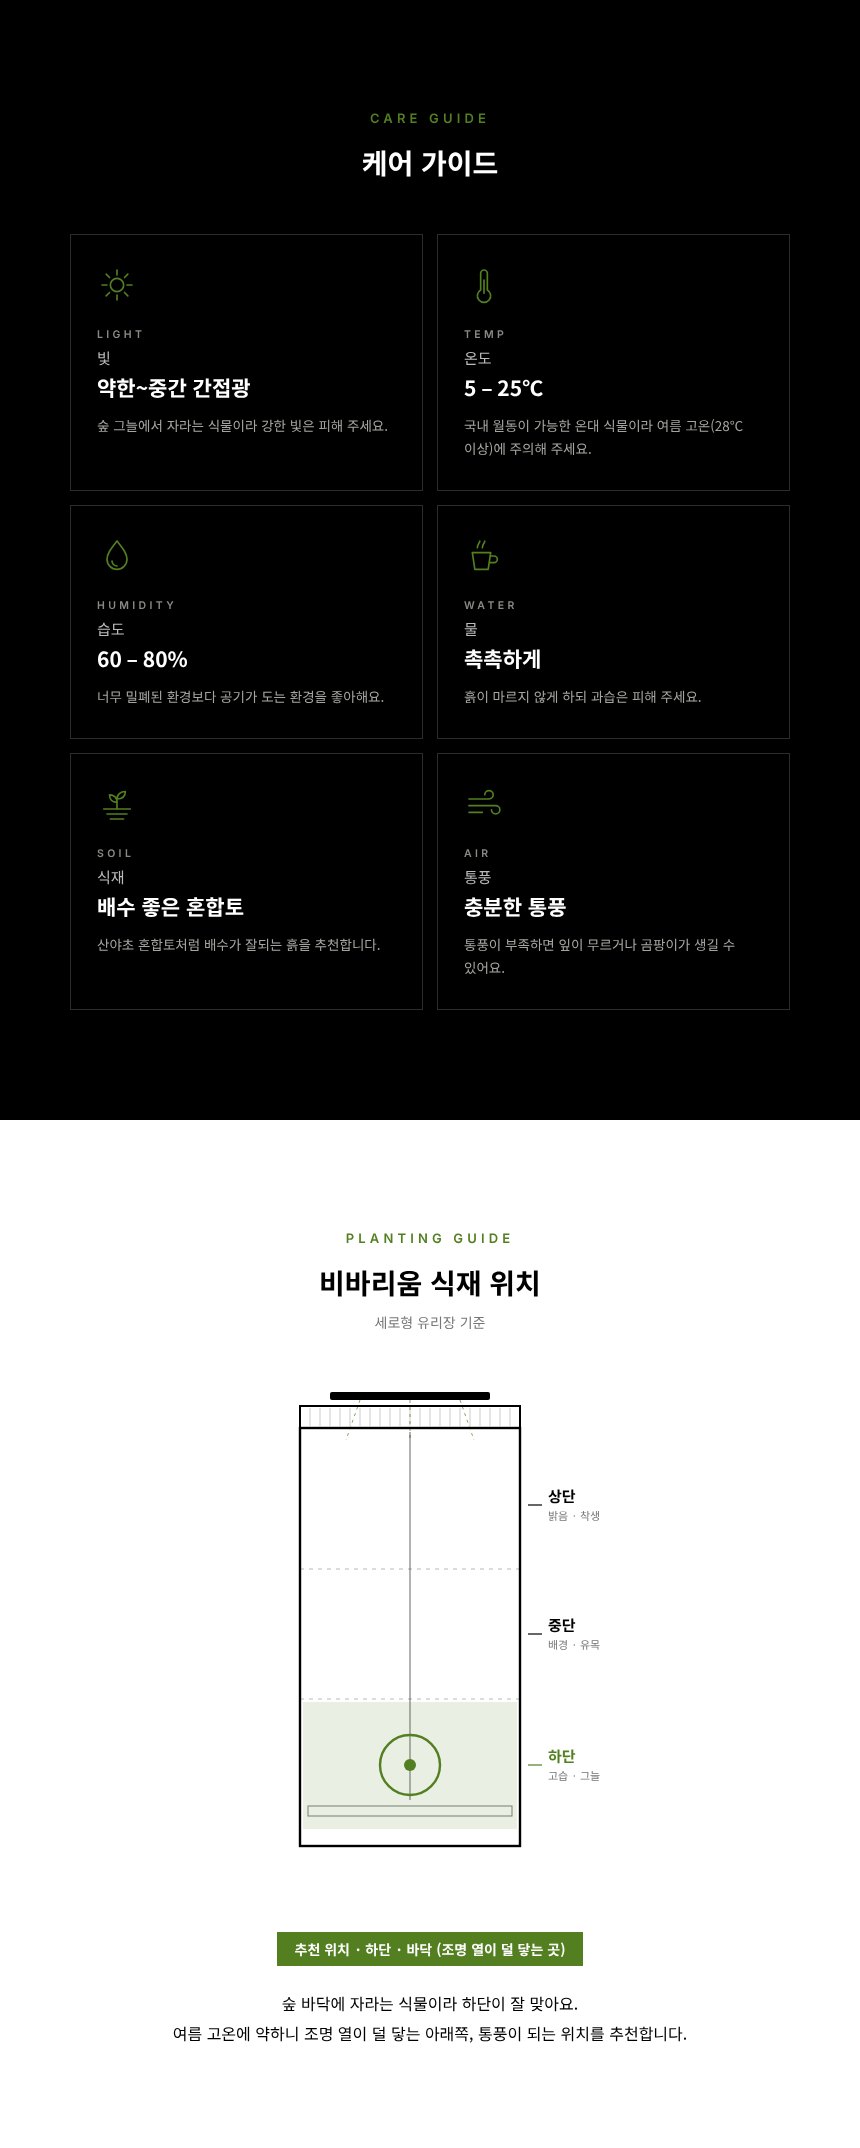 CARE GUIDE
케어 가이드
LIGHT
빛
약한~중간 간접광
숲 그늘에서 자라는 식물이라 강한 빛은 피해 주세요.
TEMP
온도
5 – 25℃
국내 월동이 가능한 온대 식물이라 여름 고온(28℃
이상)에 주의해 주세요.
HUMIDITY
습도
60 – 80%
너무 밀폐된 환경보다 공기가 도는 환경을 좋아해요.
WATER
물
촉촉하게
흙이 마르지 않게 하되 과습은 피해 주세요.
SOIL
식재
배수 좋은 혼합토
산야초 혼합토처럼 배수가 잘되는 흙을 추천합니다.
AIR
통풍
충분한 통풍
통풍이 부족하면 잎이 무르거나 곰팡이가 생길 수
있어요.
PLANTING GUIDE
비바리움 식재 위치
세로형 유리장 기준
상단
밝음 · 착생
중단
배경 · 유목
하단
고습 · 그늘
추천 위치 · 하단 · 바닥 (조명 열이 덜 닿는 곳)
숲 바닥에 자라는 식물이라 하단이 잘 맞아요.
여름 고온에 약하니 조명 열이 덜 닿는 아래쪽, 통풍이 되는 위치를 추천합니다.